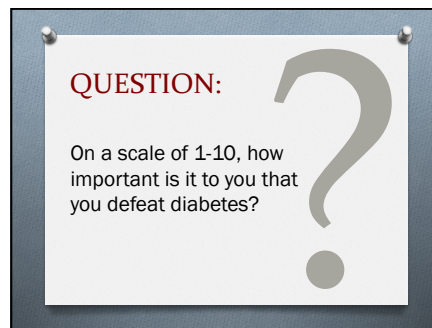 QUESTION:
On a scale of 1-10, how
important is it to you that
you defeat diabetes?
?